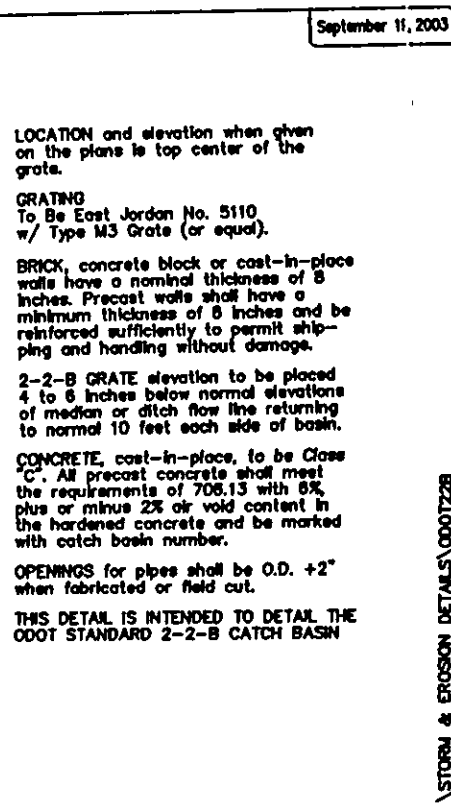 September 11, 2003
LOCATION and elevation when given
on the plans is top center of the
grate.
GRATING
To Be East Jordan No. 5110
w/ Type M3 Grate (or equal).
BRICK, concrete block or cast-in-place
walls have a nominal thickness of 8
inches. Precast walls shall have a
minimum thickness of 6 inches and be
reinforced sufficiently to permit ship-
ping and handling without damage.
2-2-B GRATE elevation to be placed
4 to 6 inches below normal elevations
of median or ditch flow line returning
to normal 10 feet each side of basin.
CONCRETE, cast-in-place, to be Class
"C". All precast concrete shall meet
the requirements of 706.13 with 6%,
plus or minus 2% air void content in
the hardened concrete and be marked
with catch basin number.
OPENINGS for pipes shall be O.D. +2"
when fabricated or field cut.
THIS DETAIL IS INTENDED TO DETAIL THE
ODOT STANDARD 2-2-B CATCH BASIN
\STORM & EROSION DETAILS\ODOT22B